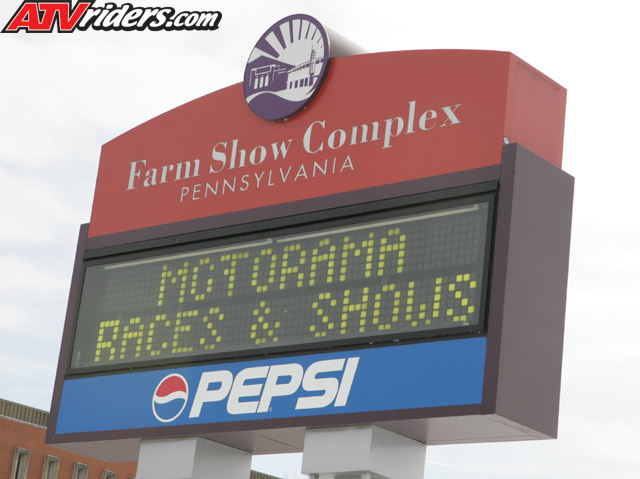 ATVriders.com
Farm Show Complex
PENNSYLVANIA
MOTORAMA
RACES & SHOWS
PEPSI